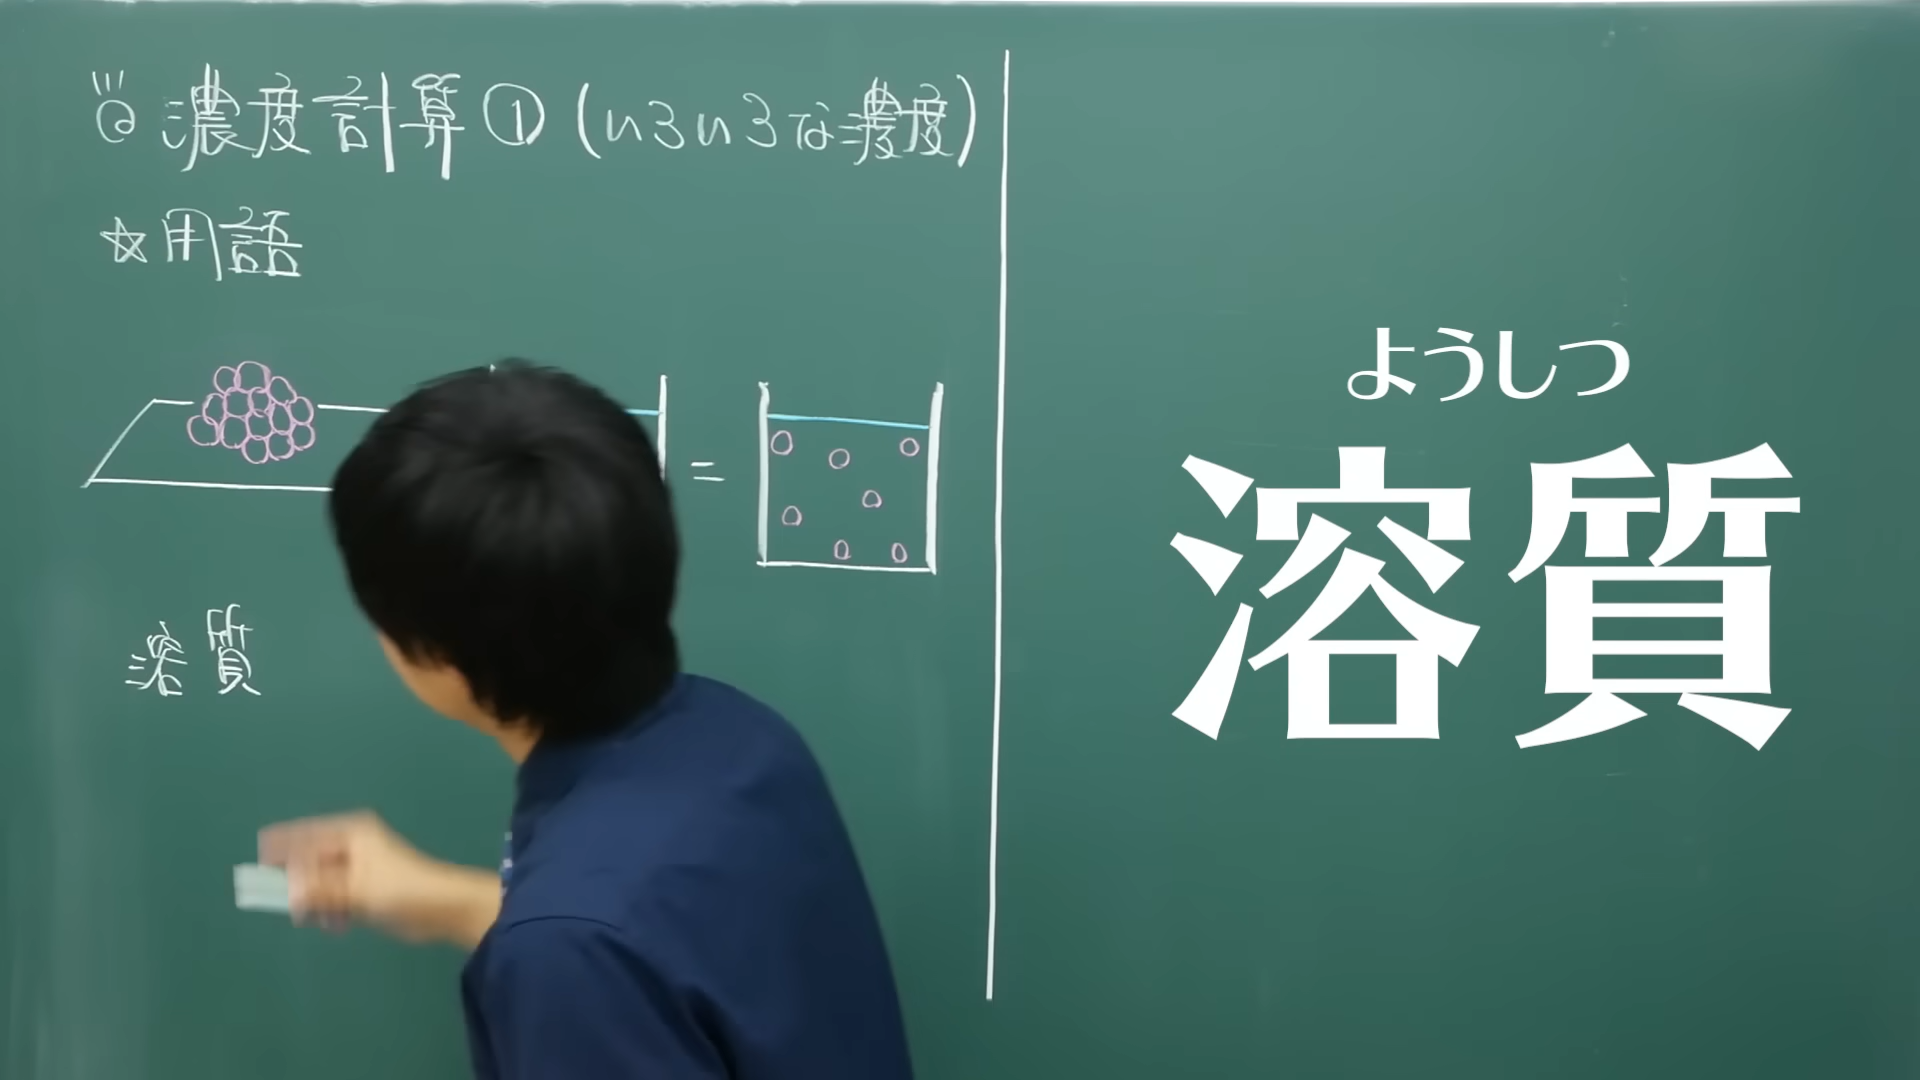 濃度計算①(いろいろな濃度)
☆用語
=
溶質
ようしつ
溶質